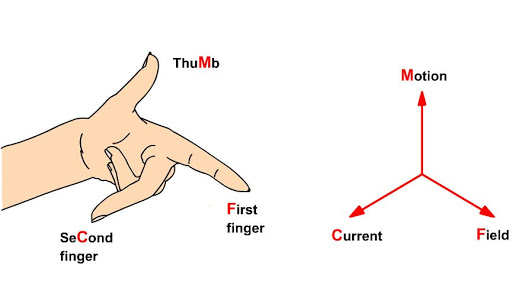 ThuMb
First
finger
SeCond
finger
Motion
Current
Field